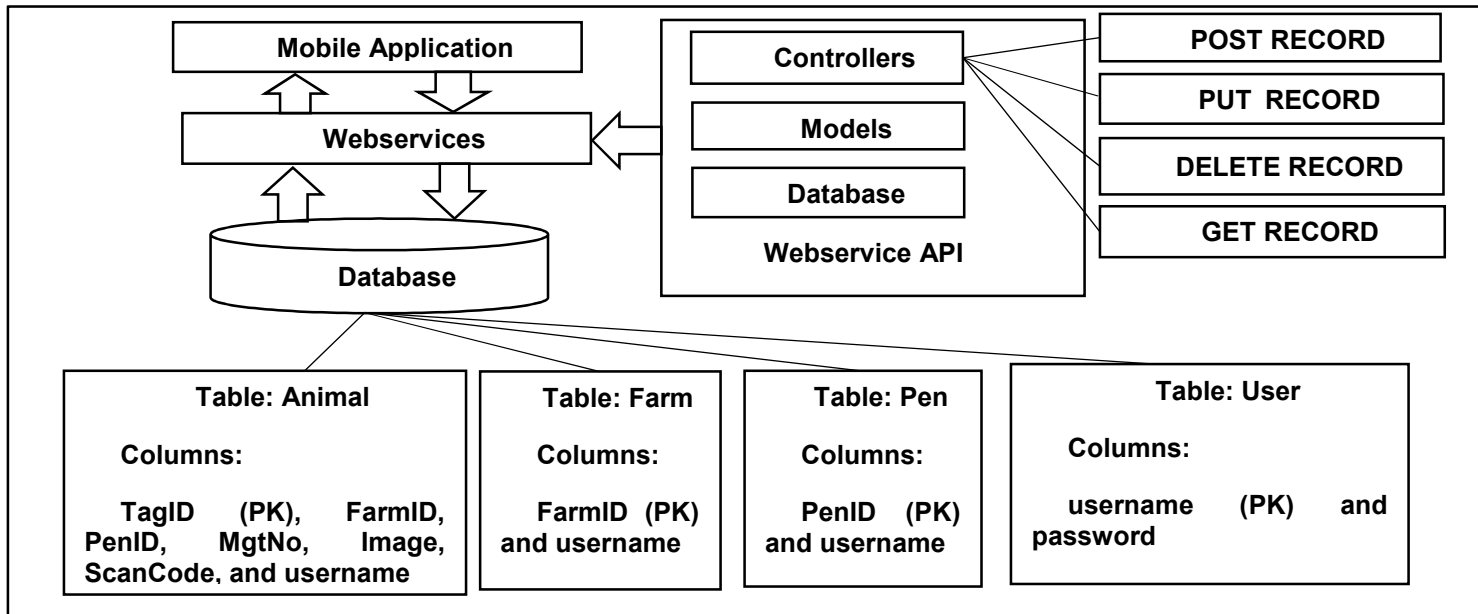 Mobile Application
Webservices
Database
Controllers
Models
Database
Webservice API
POST RECORD
PUT RECORD
DELETE RECORD
GET RECORD
Table: Animal
Columns:
TagID (PK), FarmID,
PenID, MgtNo, Image,
ScanCode, and username
Table: Farm
Columns:
FarmID (PK)
and username
Table: Pen
Columns:
PenID (PK)
and username
Table: User
Columns:
username (PK) and
password